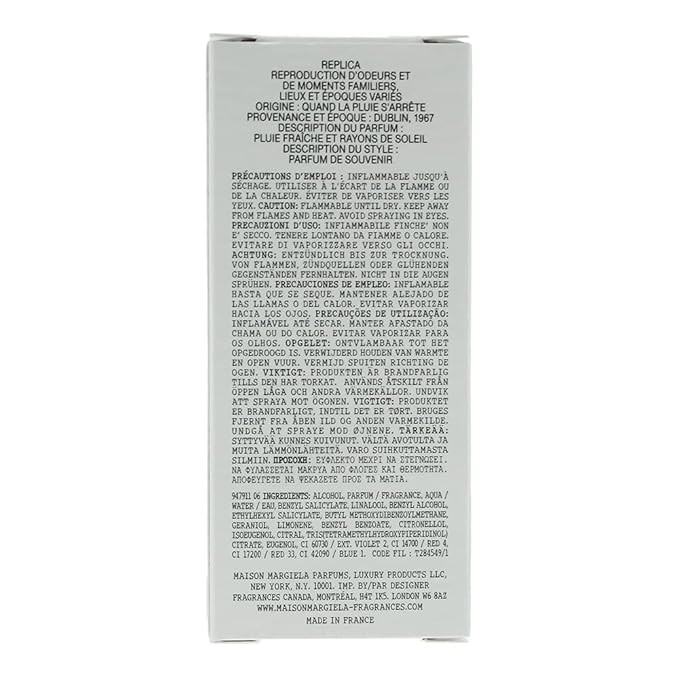 REPLICA
REPRODUCTION D'ODEURS ET
DE MOMENTS FAMILIERS,
LIEUX ET ÉPOQUES VARIÉS
ORIGINE : QUAND LA PLUIE S'ARRÊTE
PROVENANCE ET ÉPOQUE : DUBLIN, 1967
DESCRIPTION DU PARFUM :
PLUIE FRAÎCHE ET RAYONS DE SOLEIL
DESCRIPTION DU STYLE :
PARFUM DE SOUVENIR
PRÉCAUTIONS D'EMPLOI : INFLAMMABLE JUSQU'À
SÉCHAGE. UTILISER À L'ÉCART DE LA FLAMME OU
DE LA CHALEUR. ÉVITER DE VAPORISER VERS LES
YEUX. CAUTION: FLAMMABLE UNTIL DRY. KEEP AWAY
FROM FLAMES AND HEAT. AVOID SPRAYING IN EYES.
PRECAUZIONI D'USO: INFIAMMABILE FINCHE' NON
E' SECCO. TENERE LONTANO DA FIAMME O CALORE.
EVITARE DI VAPORIZZARE VERSO GLI OCCHI.
ACHTUNG: ENTZÜNDLICH BIS ZUR TROCKNUNG.
VON FLAMMEN, ZÜNDQUELLEN ODER GLÜHENDEN
GEGENSTÄNDEN FERNHALTEN. NICHT IN DIE AUGEN
SPRÜHEN. PRECAUCIONES DE EMPLEO: INFLAMABLE
HASTA QUE SE SEQUE. MANTENER ALEJADO DE
LAS LLAMAS O DEL CALOR. EVITAR VAPORIZAR
HACIA LOS OJOS. PRECAUÇÕES DE UTILIZAÇÃO:
INFLAMÁVEL ATÉ SECAR. MANTER AFASTADO DA
CHAMA OU DO CALOR. EVITAR VAPORIZAR PARA
OS OLHOS. OPGELET: ONTVLAMBAAR TOT HET
OPGEDROOGD IS. VERWIJDERD HOUDEN VAN WARMTE
EN OPEN VUUR. VERMIJD SPUITEN RICHTING DE
OGEN. VIKTIGT: PRODUKTEN ÄR BRANDFARLIG
TILLS DEN HAR TORKAT. ANVÄNDS ÅTSKILT FRÅN
ÖPPEN LÅGA OCH ANDRA VÄRMEKÄLLOR. UNDVIK
ATT SPRAYA MOT ÖGONEN. VIGTIGT: PRODUKTET
ER BRANDFARLIGT, INDTIL DET ER TØRT. BRUGES
FJERNT FRA ÅBEN ILD OG ANDEN VARMEKILDE.
UNDGÅ AT SPRAYE MOD ØJNENE. TÄRKEÄÄ:
SYTTYVÄÄ KUNNES KUIVUNUT. VÄLTÄ AVOTULTA JA
MUITA LÄMMÖNLÄHTEITÄ. VARO SUIHKUTTAMASTA
SILMIIN. ΠΡΟΣΟΧΗ: ΕΥΦΛΕΚΤΟ ΜΕΧΡΙ ΝΑ ΣΤΕΓΝΩΣΕΙ.
ΝΑ ΦΥΛΑΣΣΕΤΑΙ ΜΑΚΡΥΑ ΑΠΟ ΦΛΟΓΕΣ ΚΑΙ ΘΕΡΜΟΤΗΤΑ.
ΑΠΟΦΕΥΓΕΤΕ ΝΑ ΨΕΚΑΖΕΤΕ ΠΡΟΣ ΤΑ ΜΑΤΙΑ.
947911 06 INGREDIENTS: ALCOHOL, PARFUM / FRAGRANCE, AQUA /
WATER / EAU, BENZYL SALICYLATE, LINALOOL, BENZYL ALCOHOL,
ETHYLHEXYL SALICYLATE, BUTYL METHOXYDIBENZOYLMETHANE,
GERANIOL, LIMONENE, BENZYL BENZOATE, CITRONELLOL,
ISOEUGENOL, CITRAL, TRIS(TETRAMETHYLHYDROXYPIPERIDINOL)
CITRATE, EUGENOL, CI 60730 / EXT. VIOLET 2, CI 14700 / RED 4,
CI 17200 / RED 33, CI 42090 / BLUE 1. CODE FIL : T284549/1
MAISON MARGIELA PARFUMS, LUXURY PRODUCTS LLC,
NEW YORK, N.Y. 10001. IMP. BY/PAR DESIGNER
FRAGRANCES CANADA, MONTRÉAL, H4T 1K5. LONDON W6 8AZ
WWW.MAISONMARGIELA-FRAGRANCES.COM
MADE IN FRANCE